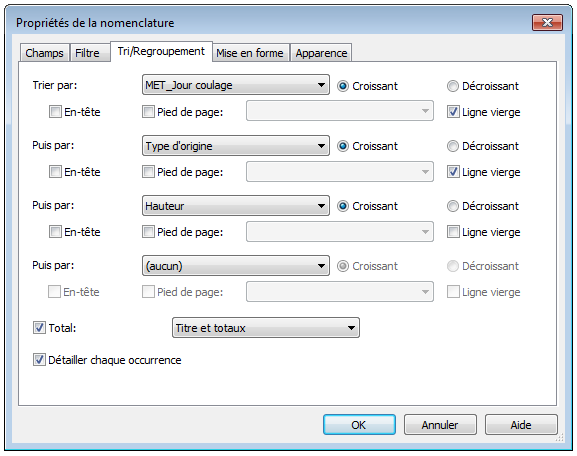 Propriétés de la nomenclature
Champs Filtre Tri/Regroupement Mise en forme Apparence
Trier par: MET_Jour coulage Croissant Décroissant
En-tête Pied de page: Ligne vierge
Puis par: Type d'origine Croissant Décroissant
En-tête Pied de page: Ligne vierge
Puis par: Hauteur Croissant Décroissant
En-tête Pied de page: Ligne vierge
Puis par: (aucun) Croissant Décroissant
En-tête Pied de page: Ligne vierge
Total: Titre et totaux
Détailler chaque occurrence
OK Annuler Aide